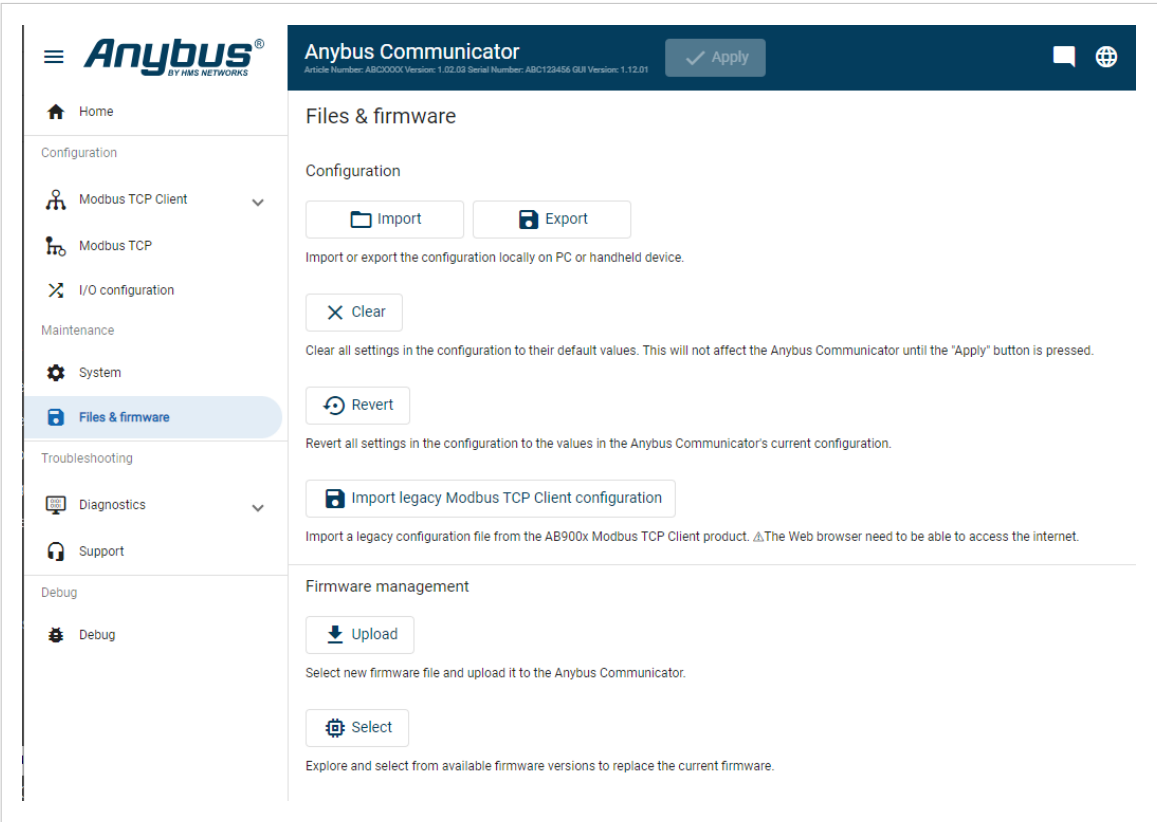 Anybus®
BY HMS NETWORKS
Anybus Communicator
Article Number: ABCXXXX Version: 1.02.03 Serial Number: ABC123456 GUI Version: 1.12.01
Apply
Home
Configuration
Modbus TCP Client
Modbus TCP
I/O configuration
Maintenance
System
Files & firmware
Troubleshooting
Diagnostics
Support
Debug
Debug
Files & firmware
Configuration
Import
Export
Import or export the configuration locally on PC or handheld device.
Clear
Clear all settings in the configuration to their default values. This will not affect the Anybus Communicator until the "Apply" button is pressed.
Revert
Revert all settings in the configuration to the values in the Anybus Communicator's current configuration.
Import legacy Modbus TCP Client configuration
Import a legacy configuration file from the AB900x Modbus TCP Client product. ⚠The Web browser need to be able to access the internet.
Firmware management
Upload
Select new firmware file and upload it to the Anybus Communicator.
Select
Explore and select from available firmware versions to replace the current firmware.